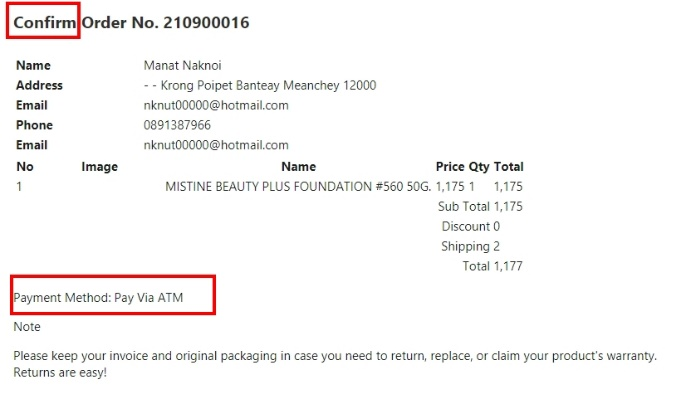 Confirm Order No. 210900016
Name Manat Naknoi
Address - - Krong Poipet Banteay Meanchey 12000
Email nknut00000@hotmail.com
Phone 0891387966
Email nknut00000@hotmail.com
No Image Name Price Qty Total
1 MISTINE BEAUTY PLUS FOUNDATION #560 50G. 1,175 1 1,175
Sub Total 1,175
Discount 0
Shipping 2
Total 1,177
Payment Method: Pay Via ATM
Note
Please keep your invoice and original packaging in case you need to return, replace, or claim your product's warranty.
Returns are easy!